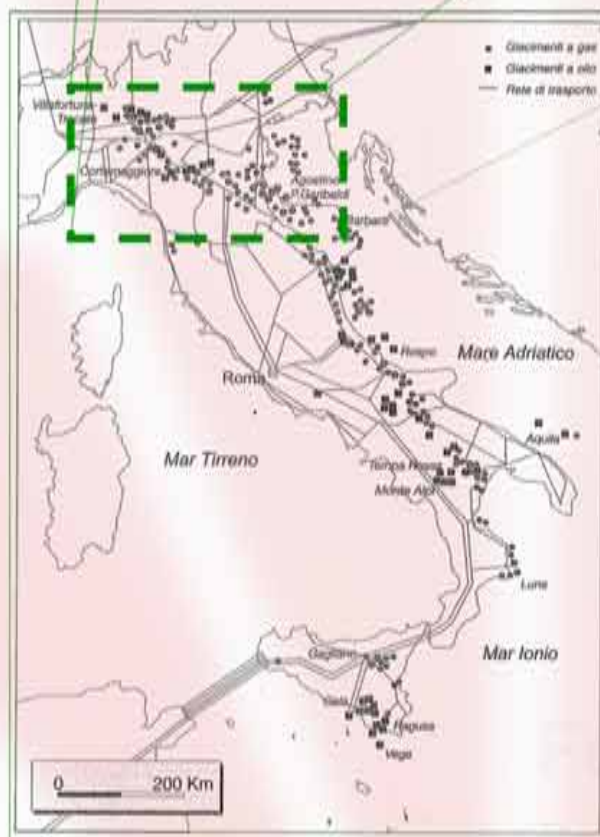 Giacimenti a gas
Giacimenti a olio
Rete di trasporto
Villafortuna-
Trecate
Cortemaggiore
Agostino
P.Garibaldi
Barbara
Rospo
Mare Adriatico
Roma
Aquila
Mar Tirreno
Tempa Rossa
Monte Alpi
Luna
Mar Ionio
Gagliano
Gela
Ragusa
Vega
0 200 Km